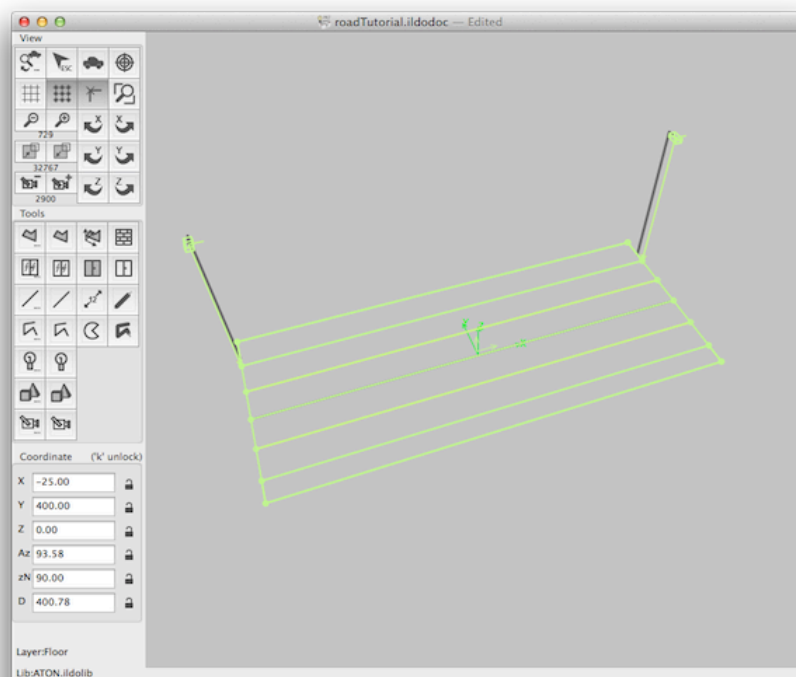 roadTutorial.ildodoc — Edited
View
ESC
X X
729
Y Y
32767
Z Z
2900
Tools
Coordinate ('k' unlock)
X -25.00
Y 400.00
Z 0.00
Az 93.58
zN 90.00
D 400.78
Layer:Floor
Lib:ATON.ildolib